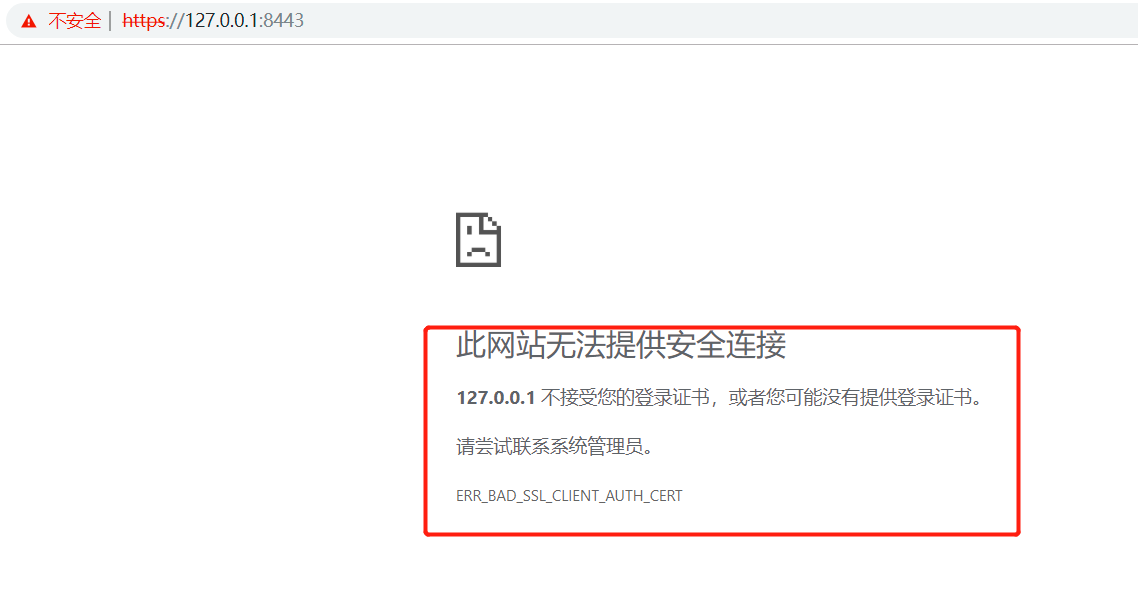 不安全 | https://127.0.0.1:8443
此网站无法提供安全连接
127.0.0.1 不接受您的登录证书，或者您可能没有提供登录证书。
请尝试联系系统管理员。
ERR_BAD_SSL_CLIENT_AUTH_CERT